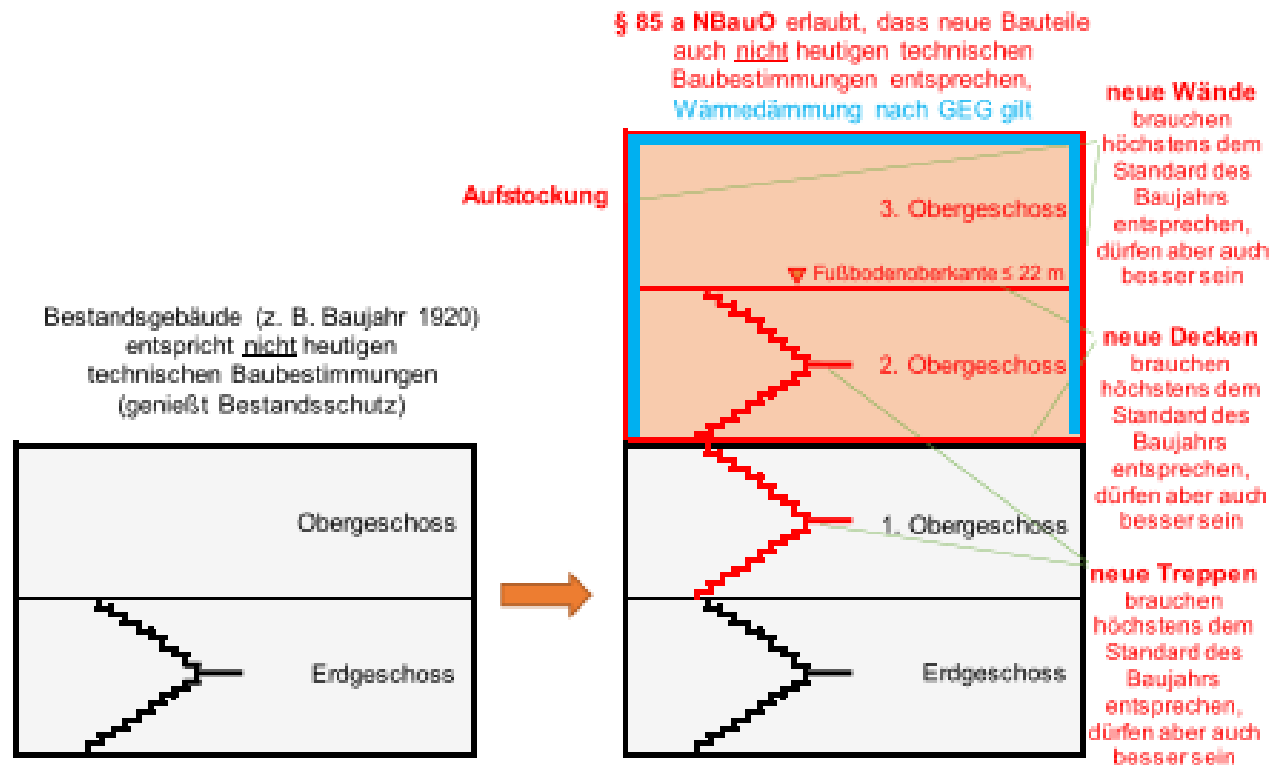 § 85 a NBauO erlaubt, dass neue Bauteile
auch nicht heutigen technischen
Baubestimmungen entsprechen,
Wärmedämmung nach GEG gilt
Aufstockung
3. Obergeschoss
Fußbodenoberkante ≤ 22 m
2. Obergeschoss
1. Obergeschoss
Erdgeschoss
neue Wände
brauchen
höchstens dem
Standard des
Baujahrs
entsprechen,
dürfen aber auch
besser sein
neue Decken
brauchen
höchstens dem
Standard des
Baujahrs
entsprechen,
dürfen aber auch
besser sein
neue Treppen
brauchen
höchstens dem
Standard des
Baujahrs
entsprechen,
dürfen aber auch
besser sein
Bestandsgebäude (z. B. Baujahr 1920)
entspricht nicht heutigen
technischen Baubestimmungen
(genießt Bestandsschutz)
Obergeschoss
Erdgeschoss